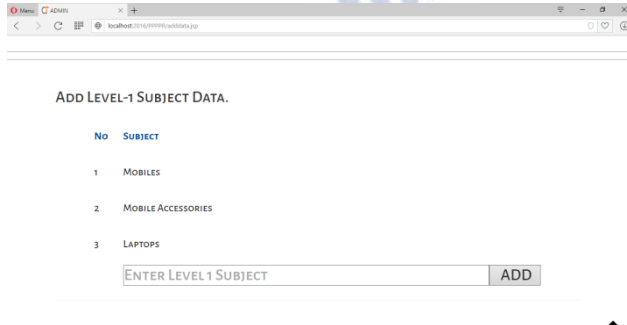 Menu ADMIN
localhost:2016/PPPPR/adddata.jsp
Add Level-1 Subject Data.
No Subject
1 Mobiles
2 Mobile Accessories
3 Laptops
Enter Level 1 Subject ADD